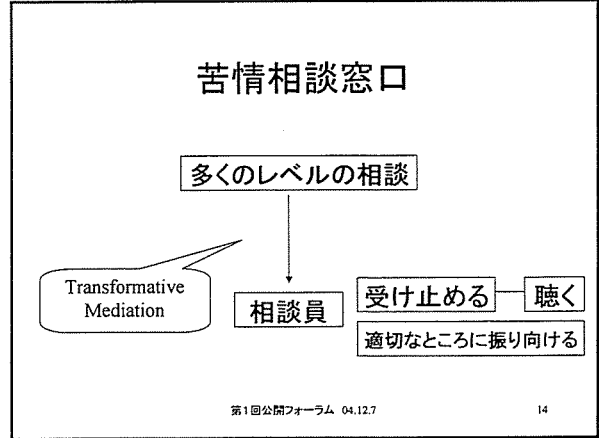 苦情相談窓口
多くのレベルの相談
Transformative
Mediation
相談員
受け止める
聴く
適切なところに振り向ける
第1回公開フォーラム 04.12.7
14